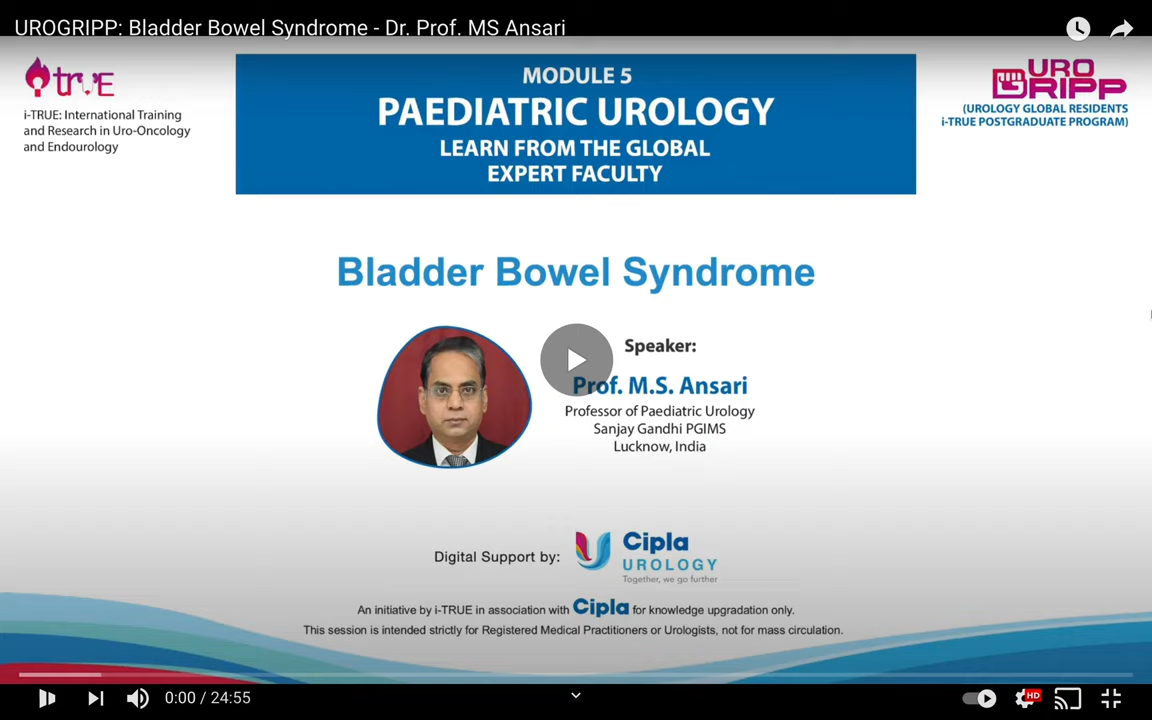 UROGRIPP: Bladder Bowel Syndrome - Dr. Prof. MS Ansari
trUE
i-TRUE: International Training
and Research in Uro-Oncology
and Endourology
MODULE 5
PAEDIATRIC UROLOGY
LEARN FROM THE GLOBAL
EXPERT FACULTY
URO
GRIPP
(UROLOGY GLOBAL RESIDENTS
i-TRUE POSTGRADUATE PROGRAM)
Bladder Bowel Syndrome
Speaker:
Prof. M.S. Ansari
Professor of Paediatric Urology
Sanjay Gandhi PGIMS
Lucknow, India
Digital Support by:
Cipla
UROLOGY
Together, we go further
An initiative by i-TRUE in association with Cipla for knowledge upgradation only.
This session is intended strictly for Registered Medical Practitioners or Urologists, not for mass circulation.
0:00 / 24:55
HD